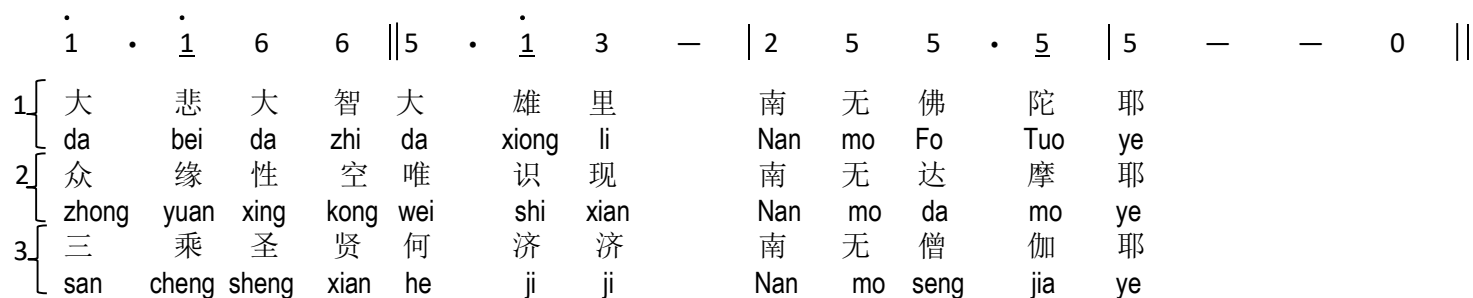 1̇ · 1̇ 6 6 ‖ 5 · 1̇ 3 — | 2 5 5 · 5 | 5 — — 0 ‖
1 大 悲 大 智 大 雄 里 南 无 佛 陀 耶
da bei da zhi da xiong li Nan mo Fo Tuo ye
2 众 缘 性 空 唯 识 现 南 无 达 摩 耶
zhong yuan xing kong wei shi xian Nan mo da mo ye
3 三 乘 圣 贤 何 济 济 南 无 僧 伽 耶
san cheng sheng xian he ji ji Nan mo seng jia ye